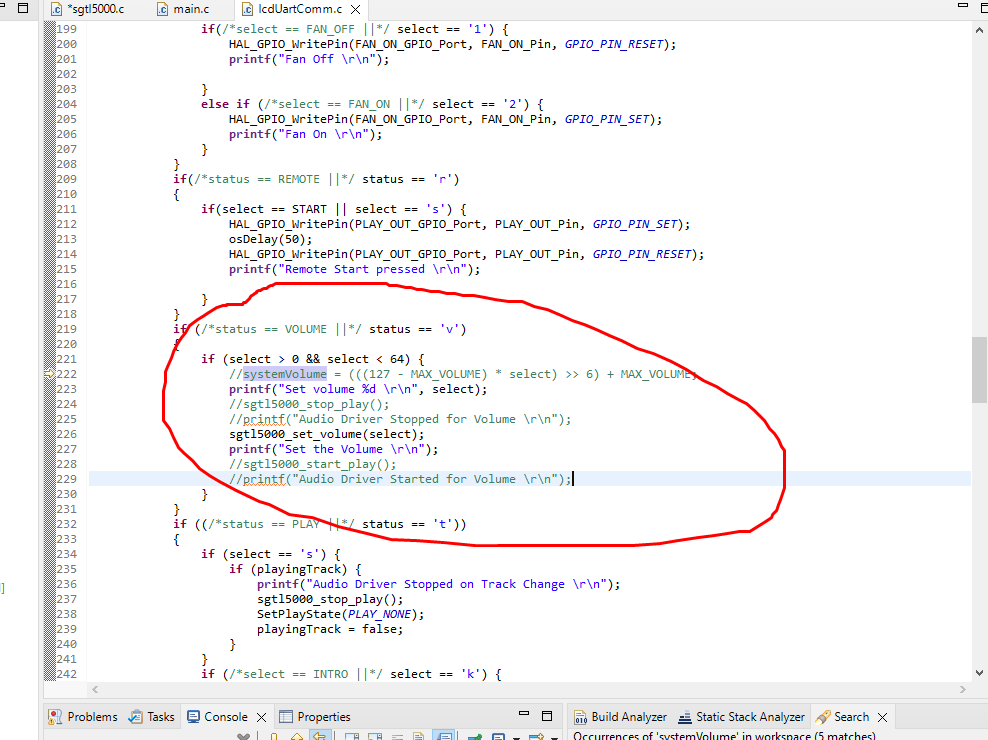 *sgtl5000.c main.c lcdUartComm.c
199 if(/*select == FAN_OFF ||*/ select == '1') {
200 HAL_GPIO_WritePin(FAN_ON_GPIO_Port, FAN_ON_Pin, GPIO_PIN_RESET);
201 printf("Fan Off \r\n");
202
203 }
204 else if (/*select == FAN_ON ||*/ select == '2') {
205 HAL_GPIO_WritePin(FAN_ON_GPIO_Port, FAN_ON_Pin, GPIO_PIN_SET);
206 printf("Fan On \r\n");
207 }
208 }
209 if(/*status == REMOTE ||*/ status == 'r')
210 {
211 if(select == START || select == 's') {
212 HAL_GPIO_WritePin(PLAY_OUT_GPIO_Port, PLAY_OUT_Pin, GPIO_PIN_SET);
213 osDelay(50);
214 HAL_GPIO_WritePin(PLAY_OUT_GPIO_Port, PLAY_OUT_Pin, GPIO_PIN_RESET);
215 printf("Remote Start pressed \r\n");
216
217 }
218 }
219 if (/*status == VOLUME ||*/ status == 'v')
220 {
221 if (select > 0 && select < 64) {
222 //systemVolume = (((127 - MAX_VOLUME) * select) >> 6) + MAX_VOLUME;
223 printf("Set volume %d \r\n", select);
224 //sgtl5000_stop_play();
225 //printf("Audio Driver Stopped for Volume \r\n");
226 sgtl5000_set_volume(select);
227 printf("Set the Volume \r\n");
228 //sgtl5000_start_play();
229 //printf("Audio Driver Started for Volume \r\n");
230 }
231 }
232 if ((/*status == PLAY ||*/ status == 't'))
233 {
234 if (select == 's') {
235 if (playingTrack) {
236 printf("Audio Driver Stopped on Track Change \r\n");
237 sgtl5000_stop_play();
238 SetPlayState(PLAY_NONE);
239 playingTrack = false;
240 }
241 }
242 if (/*select == INTRO ||*/ select == 'k') {
]
Problems Tasks Console Properties
Build Analyzer Static Stack Analyzer Search
Occurrences of 'systemVolume' in workspace (5 matches)